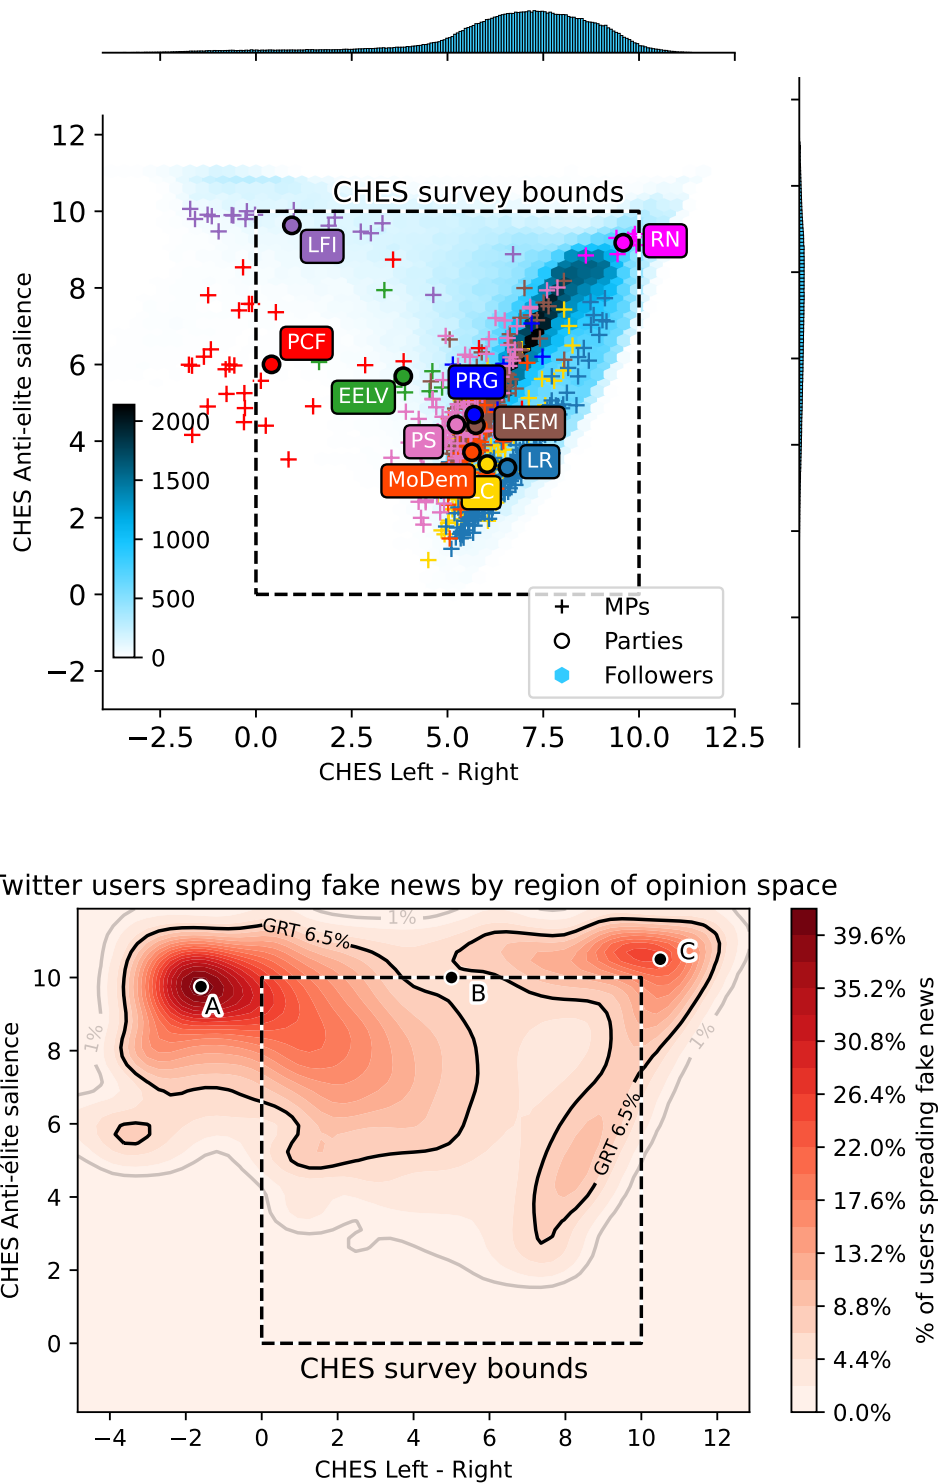 12
10
8
6
4
2
0
−2
CHES Anti-elite salience
CHES survey bounds
LFI
RN
PCF
EELV
PRG
PS
LREM
LR
MoDem
LC
2000
1500
1000
500
0
MPs
Parties
Followers
−2.5 0.0 2.5 5.0 7.5 10.0 12.5
CHES Left - Right
Twitter users spreading fake news by region of opinion space
1%
GRT 6.5%
C
A
B
1%
1%
GRT 6.5%
10
8
6
4
2
0
CHES Anti-élite salience
CHES survey bounds
−4 −2 0 2 4 6 8 10 12
CHES Left - Right
39.6%
35.2%
30.8%
26.4%
22.0%
17.6%
13.2%
8.8%
4.4%
0.0%
% of users spreading fake news